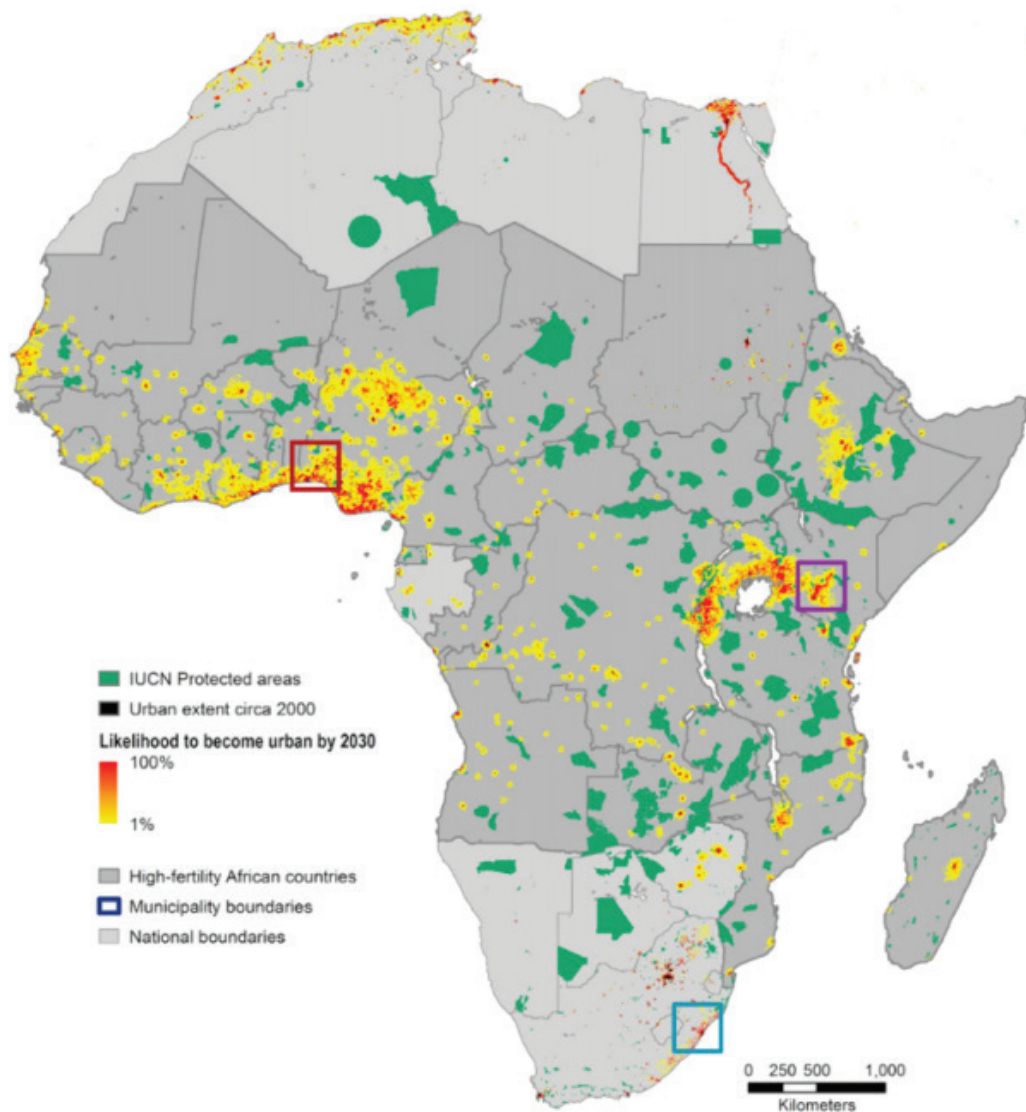 IUCN Protected areas
Urban extent circa 2000
Likelihood to become urban by 2030
100%
1%
High-fertility African countries
Municipality boundaries
National boundaries
0 250 500 1,000
Kilometers